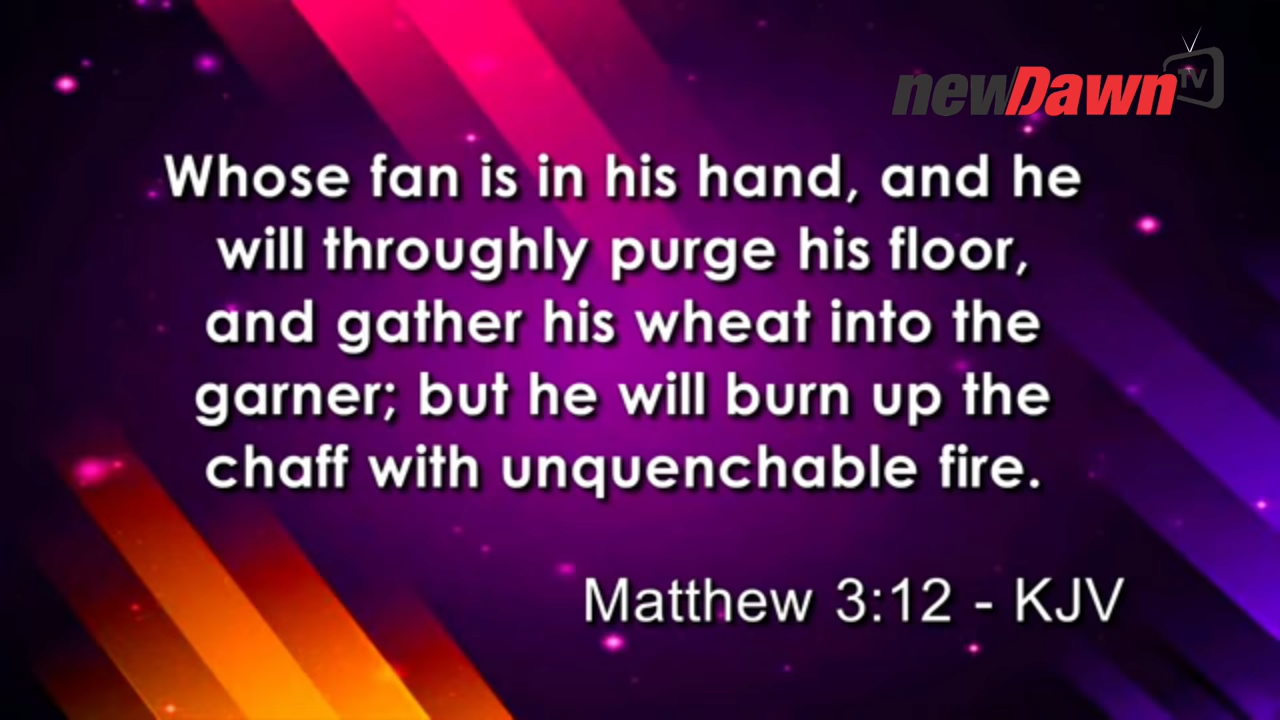 newDawn TV
Whose fan is in his hand, and he
will throughly purge his floor,
and gather his wheat into the
garner; but he will burn up the
chaff with unquenchable fire.
Matthew 3:12 - KJV